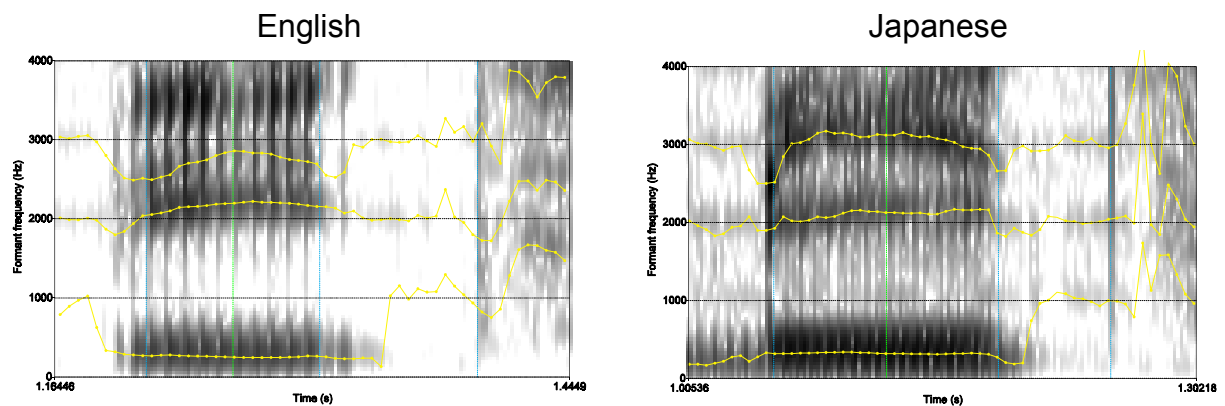 English
Japanese
4000
3000
2000
1000
0
Formant frequency (Hz)
1.16446
1.4449
Time (s)
4000
3000
2000
1000
0
Formant frequency (Hz)
1.00536
1.30216
Time (s)